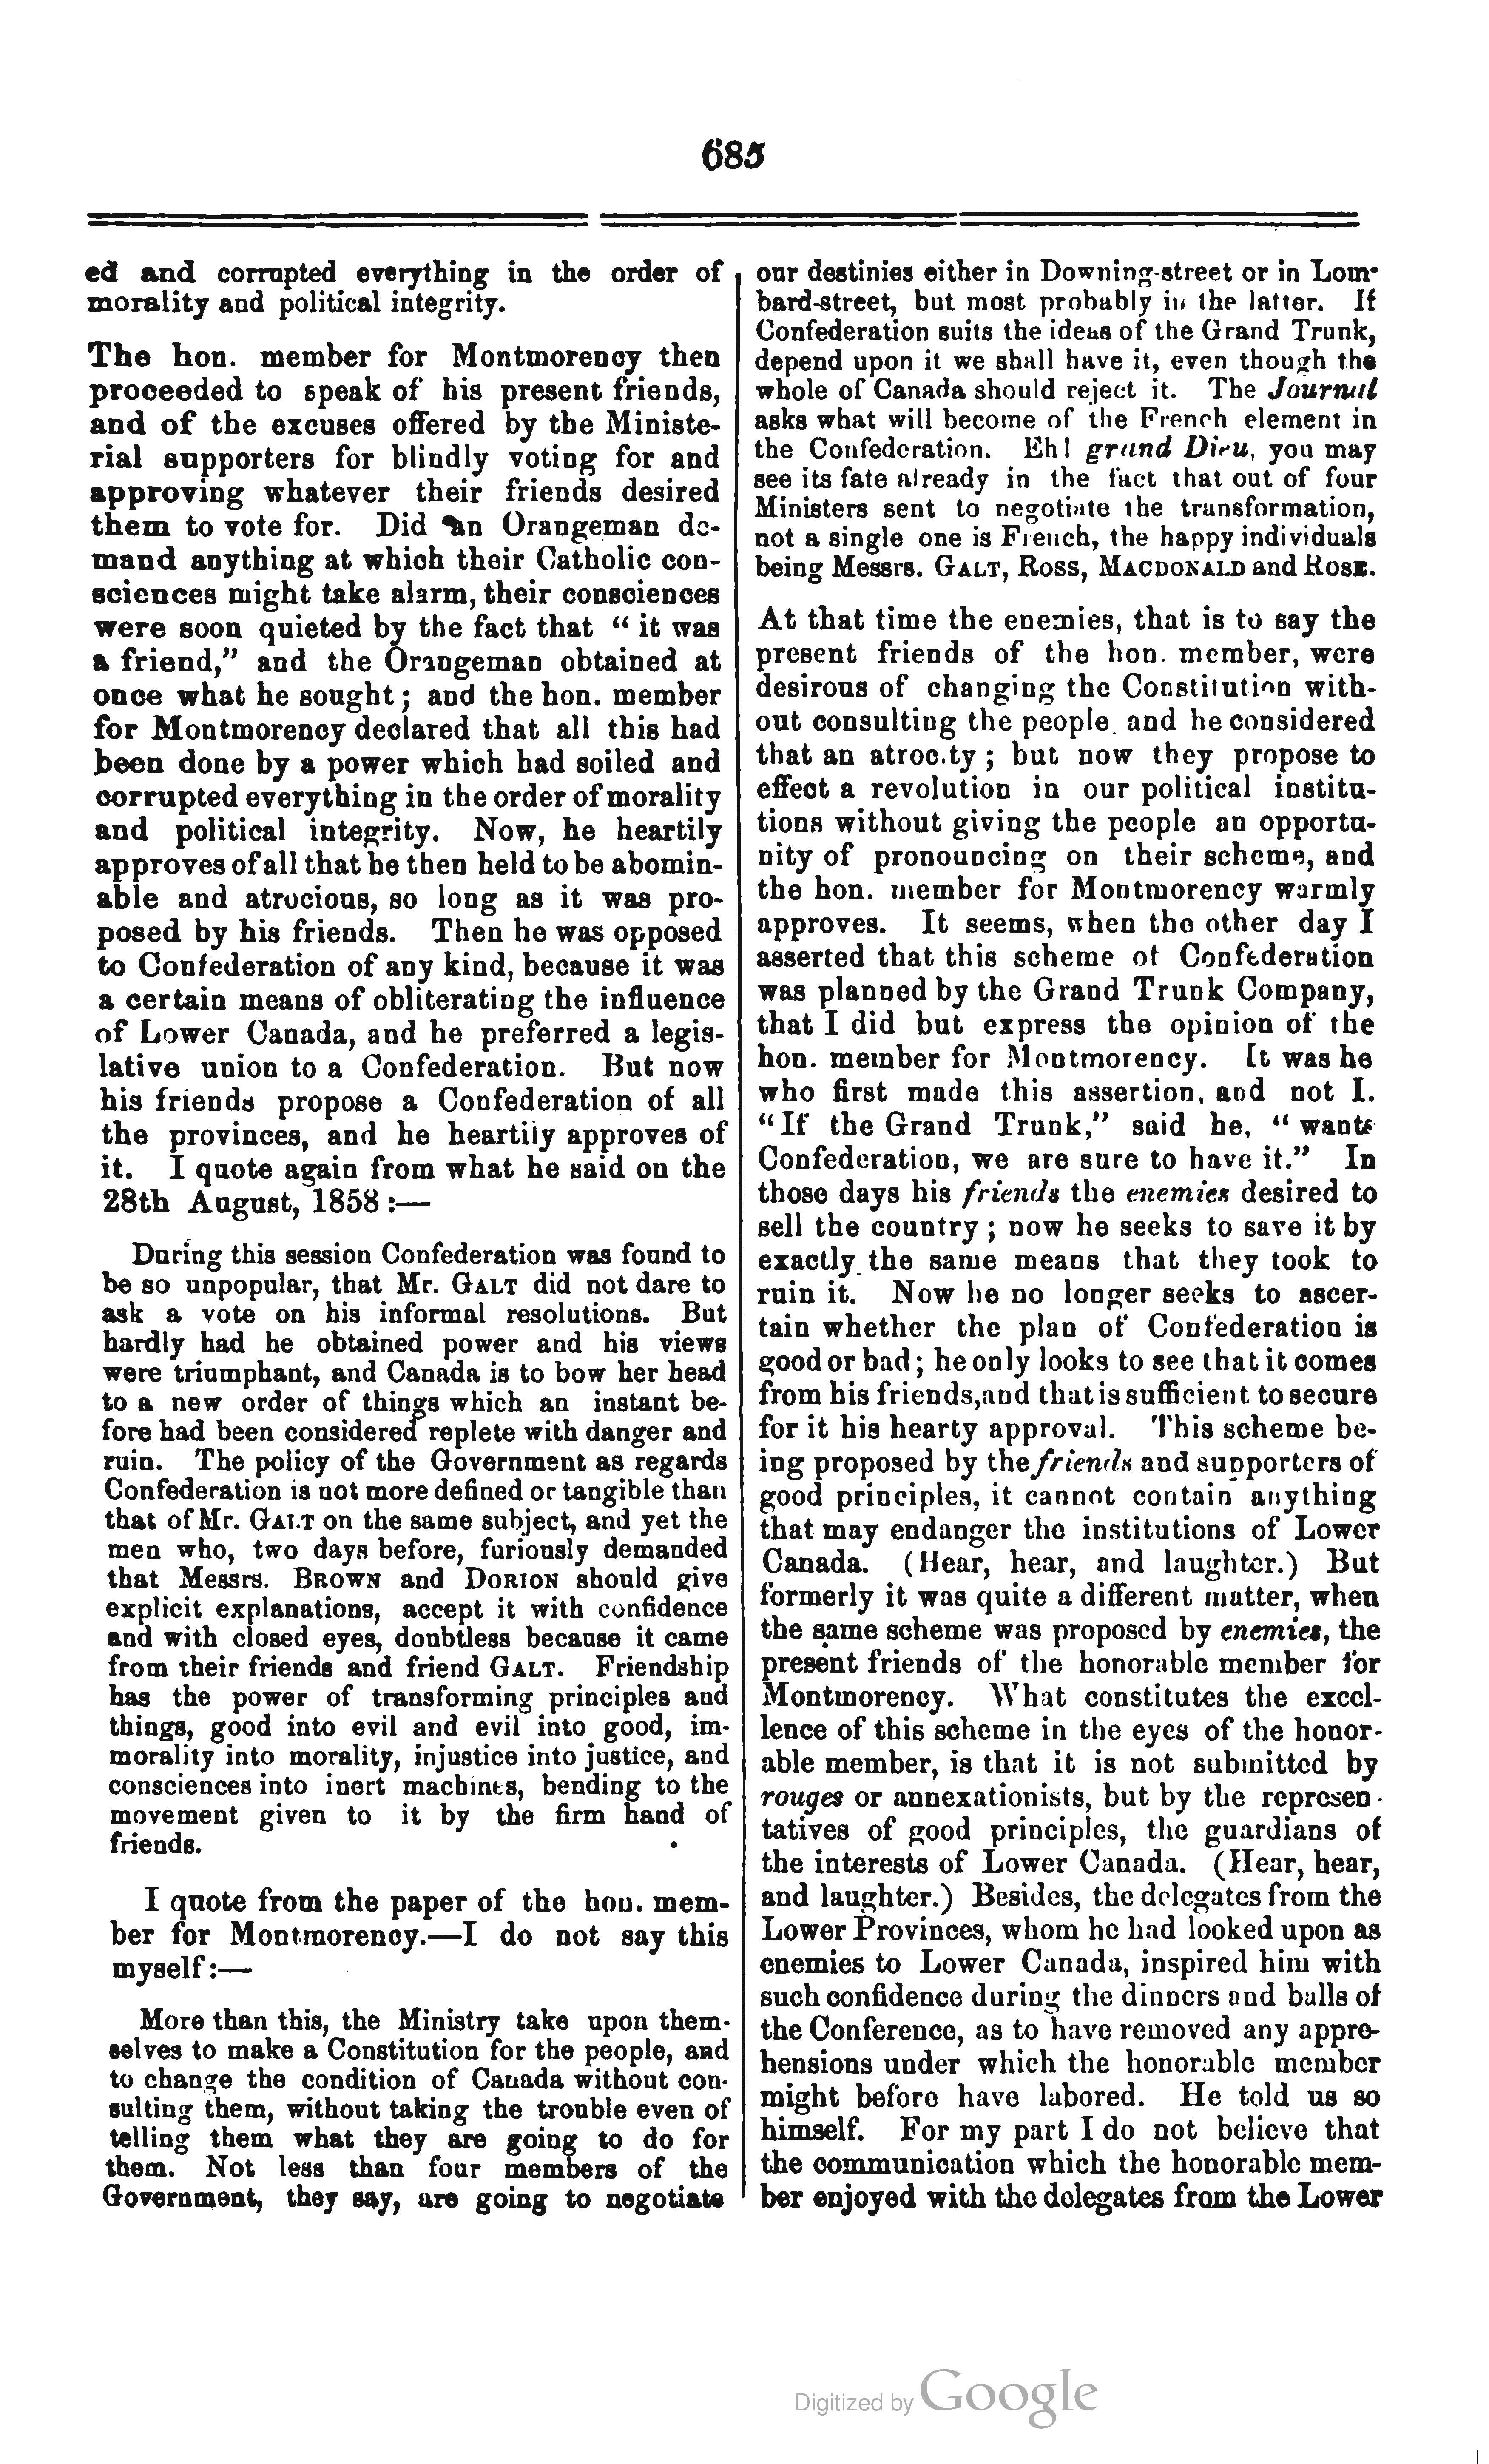 685
ed and corrupted everything in the order of
morality and political integrity.
The hon. member for Montmorency then
proceeded to speak of his present friends,
and of the excuses offered by the Ministe-
rial supporters for blindly voting for and
approving whatever their friends desired
them to vote for. Did an Orangeman de-
mand anything at which their Catholic con-
sciences might take alarm, their consciences
were soon quieted by the fact that " it was
a friend," and the Orangeman obtained at
once what he sought ; and the hon. member
for Montmorency declared that all this had
been done by a power which had soiled and
corrupted everything in the order of morality
and political integrity. Now, he heartily
approves of all that he then held to be abomin-
able and atrocious, so long as it was pro-
posed by his friends. Then he was opposed
to Confederation of any kind, because it was
a certain means of obliterating the influence
of Lower Canada, and he preferred a legis-
lative union to a Confederation. But now
his friends propose a Confederation of all
the provinces, and he heartily approves of
it. I quote again from what he said on the
28th August, 1858 :—
During this session Confederation was found to
be so unpopular, that Mr. GALT did not dare to
ask a vote on his informal resolutions. But
hardly had he obtained power and his views
were triumphant, and Canada is to bow her head
to a new order of things which an instant be-
fore had been considered replete with danger and
ruin. The policy of the Government as regards
Confederation is not more defined or tangible than
that of Mr. GALT on the same subject, and yet the
men who, two days before, furiously demanded
that Messrs. BROWN and DORION should give
explicit explanations, accept it with confidence
and with closed eyes, doubtless because it came
from their friends and friend GALT. Friendship
has the power of transforming principles and
things, good into evil and evil into good, im-
morality into morality, injustice into justice, and
consciences into inert machines, bending to the
movement given to it by the firm hand of
friends.
I quote from the paper of the hon. mem-
ber for Montmorency.—I do not say this
myself :—
More than this, the Ministry take upon them-
selves to make a Constitution for the people, and
to change the condition of Canada without con-
sulting them, without taking the trouble even of
telling them what they are going to do for
them. Not less than four members of the
Government, they say, are going to negotiate
our destinies either in Downing-street or in Lom-
bard-street, but most probably in the latter. If
Confederation suits the ideas of the Grand Trunk,
depend upon it we shall have it, even though the
whole of Canada should reject it. The Journal
asks what will become of the French element in
the Confederation. Eh! grand Dieu, you may
see its fate already in the fact that out of four
Ministers sent to negotiate the transformation,
not a single one is French, the happy individuals
being Messrs. GALT, ROSS, MACDONALD and ROSE.
At that time the enemies, that is to say the
present friends of the hon. member, were
desirous of changing the Constitution with-
out consulting the people, and he considered
that an atrocity ; but now they propose to
effect a revolution in our political institu-
tions without giving the people an opportu-
nity of pronouncing on their scheme, and
the hon. member for Montmorency warmly
approves. It seems, when the other day I
asserted that this scheme of Confederation
was planned by the Grand Trunk Company,
that I did but express the opinion of the
hon. member for Montmorency. It was he
who first made this assertion, and not I.
" If the Grand Trunk," said he, " wants
Confederation, we are sure to have it." In
those days his friends the enemies desired to
sell the country ; now he seeks to save it by
exactly the same means that they took to
ruin it. Now he no longer seeks to ascer-
tain whether the plan of Confederation is
good or bad ; he only looks to see that it comes
from his friends, and that is sufficient to secure
for it his hearty approval. This scheme be-
ing proposed by the friends and supporters of
good principles, it cannot contain anything
that may endanger the institutions of Lower
Canada. (Hear, hear, and laughter.) But
formerly it was quite a different matter, when
the same scheme was proposed by enemies, the
present friends of the honorable member for
Montmorency. What constitutes the excel-
lence of this scheme in the eyes of the honor-
able member, is that it is not submitted by
rouges or annexationists, but by the represen-
tatives of good principles, the guardians of
the interests of Lower Canada. (Hear, hear,
and laughter.) Besides, the delegates from the
Lower Provinces, whom he had looked upon as
enemies to Lower Canada, inspired him with
such confidence during the dinners and balls of
the Conference, as to have removed any appre-
hensions under which the honorable member
might before have labored. He told us so
himself. For my part I do not believe that
the communication which the honorable mem-
ber enjoyed with the delegates from the Lower
Digitized by Google